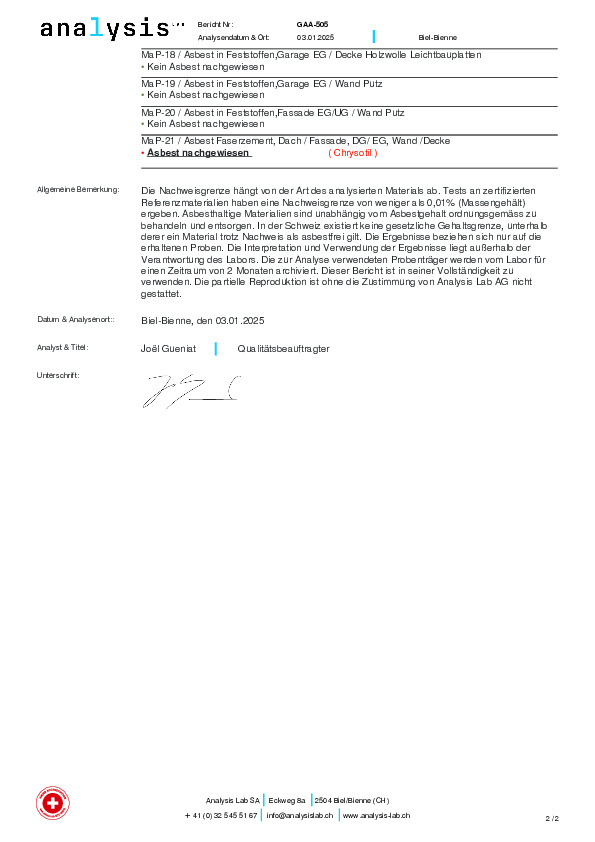 analysis
Bericht Nr: GAA-505
Analysendatum & Ort: 03.01.2025 Biel-Bienne
MaP-18 / Asbest in Feststoffen,Garage EG / Decke Holzwolle Leichtbauplatten
• Kein Asbest nachgewiesen
MaP-19 / Asbest in Feststoffen,Garage EG / Wand Putz
• Kein Asbest nachgewiesen
MaP-20 / Asbest in Feststoffen,Fassade EG/UG / Wand Putz
• Kein Asbest nachgewiesen
MaP-21 / Asbest Faserzement, Dach / Fassade, DG/ EG, Wand /Decke
• Asbest nachgewiesen ( Chrysotil )
Allgemeine Bemerkung:
Die Nachweisgrenze hängt von der Art des analysierten Materials ab. Tests an zertifizierten
Referenzmaterialien haben eine Nachweisgrenze von weniger als 0,01% (Massengehält)
ergeben. Asbesthaltige Materialien sind unabhängig vom Asbestgehalt ordnungsgemäss zu
behandeln und entsorgen. In der Schweiz existiert keine gesetzliche Gehaltsgrenze, unterhalb
derer ein Material trotz Nachweis als asbestfrei gilt. Die Ergebnisse beziehen sich nur auf die
erhaltenen Proben. Die Interpretation und Verwendung der Ergebnisse liegt außerhalb der
Verantwortung des Labors. Die zur Analyse verwendeten Probenträger werden vom Labor für
einen Zeitraum von 2 Monaten archiviert. Dieser Bericht ist in seiner Vollständigkeit zu
verwenden. Die partielle Reproduktion ist ohne die Zustimmung von Analysis Lab AG nicht
gestattet.
Datum & Analysenort:: Biel-Bienne, den 03.01.2025
Analyst & Titel: Joël Gueniat Qualitätsbeauftragter
Unterschrift:
Analysis Lab SA Eckweg 8a 2504 Biel/Bienne (CH)
+ 41 (0) 32 545 51 67 info@analysislab.ch www.analysis-lab.ch
2 /2